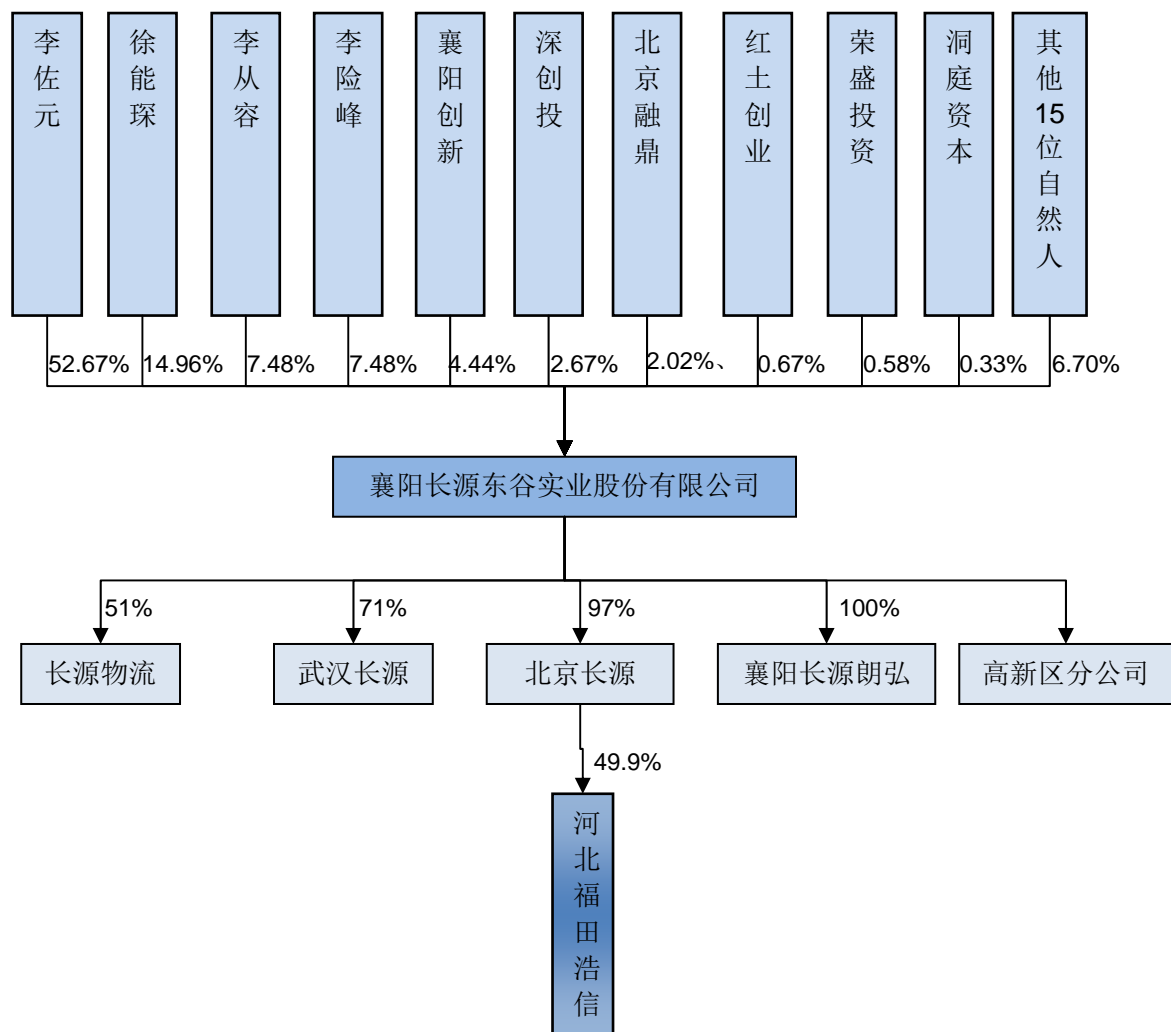 李佐元
徐能琛
李从容
李险峰
襄阳创新
深创投
北京融鼎
红土创业
荣盛投资
洞庭资本
其他15位自然人
52.67%
14.96%
7.48%
7.48%
4.44%
2.67%
2.02%、
0.67%
0.58%
0.33%
6.70%
襄阳长源东谷实业股份有限公司
51%
71%
97%
100%
长源物流
武汉长源
北京长源
襄阳长源朗弘
高新区分公司
49.9%
河北福田浩信